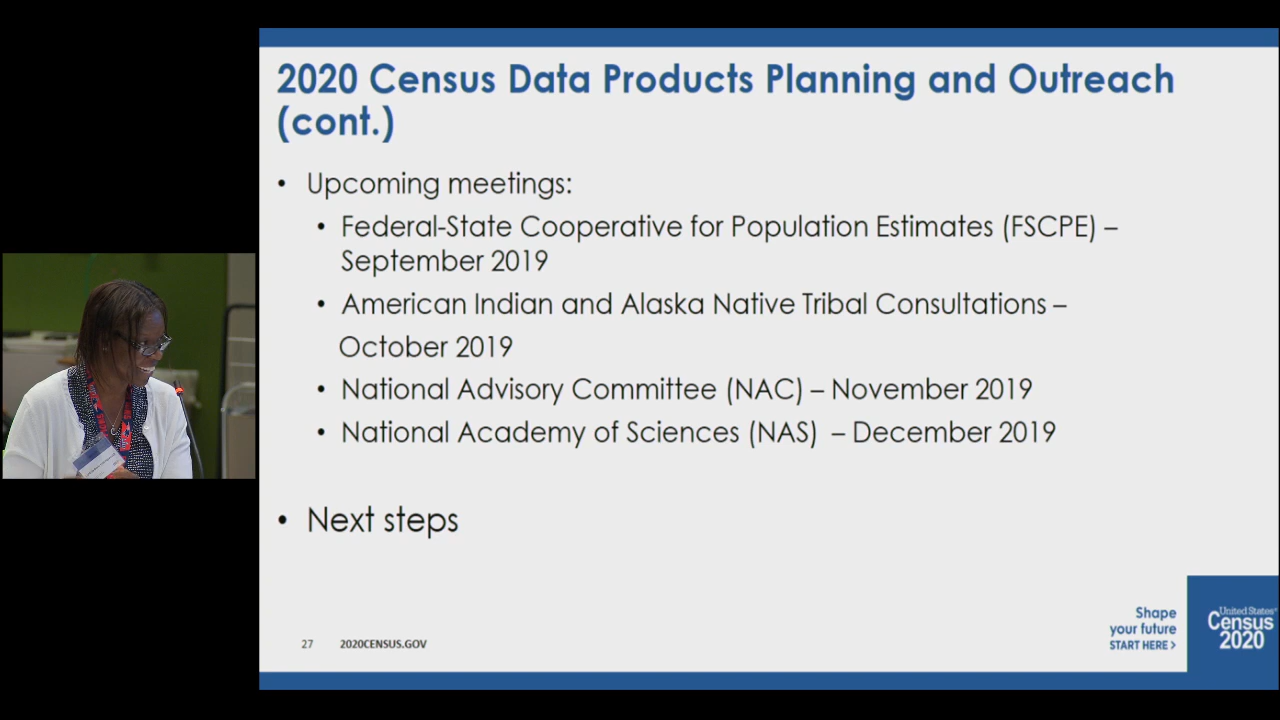 2020 Census Data Products Planning and Outreach
(cont.)
• Upcoming meetings:
• Federal-State Cooperative for Population Estimates (FSCPE) –
September 2019
• American Indian and Alaska Native Tribal Consultations –
October 2019
• National Advisory Committee (NAC) – November 2019
• National Academy of Sciences (NAS) – December 2019
• Next steps
27 2020CENSUS.GOV
Shape
your future
START HERE >
United States®
Census
2020